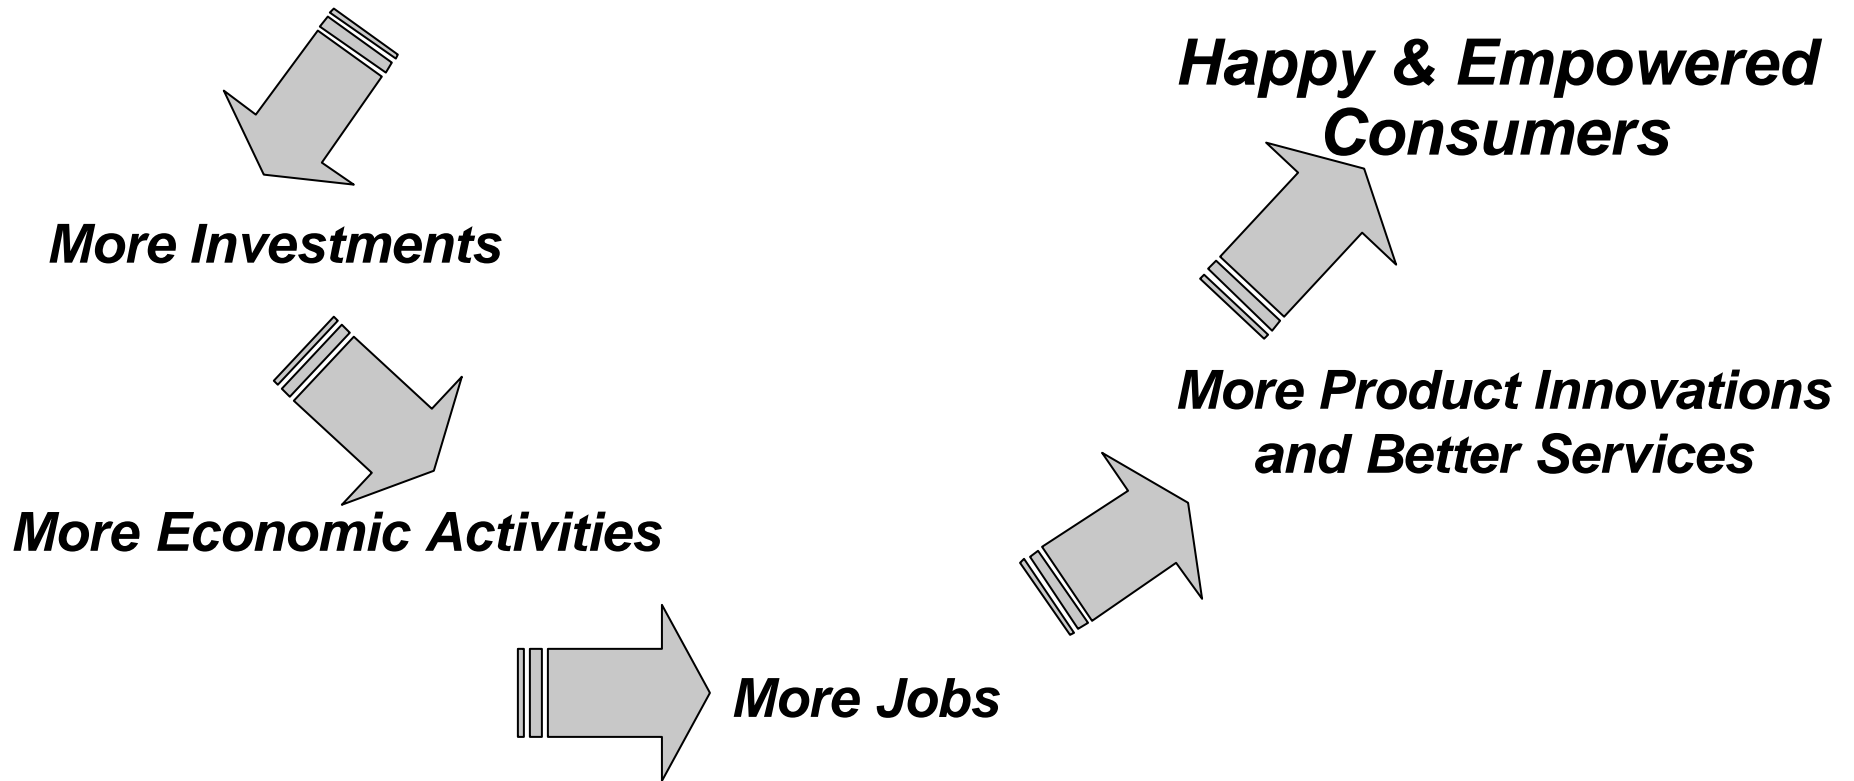 More Investments
More Economic Activities
More Jobs
More Product Innovations
and Better Services
Happy & Empowered
Consumers